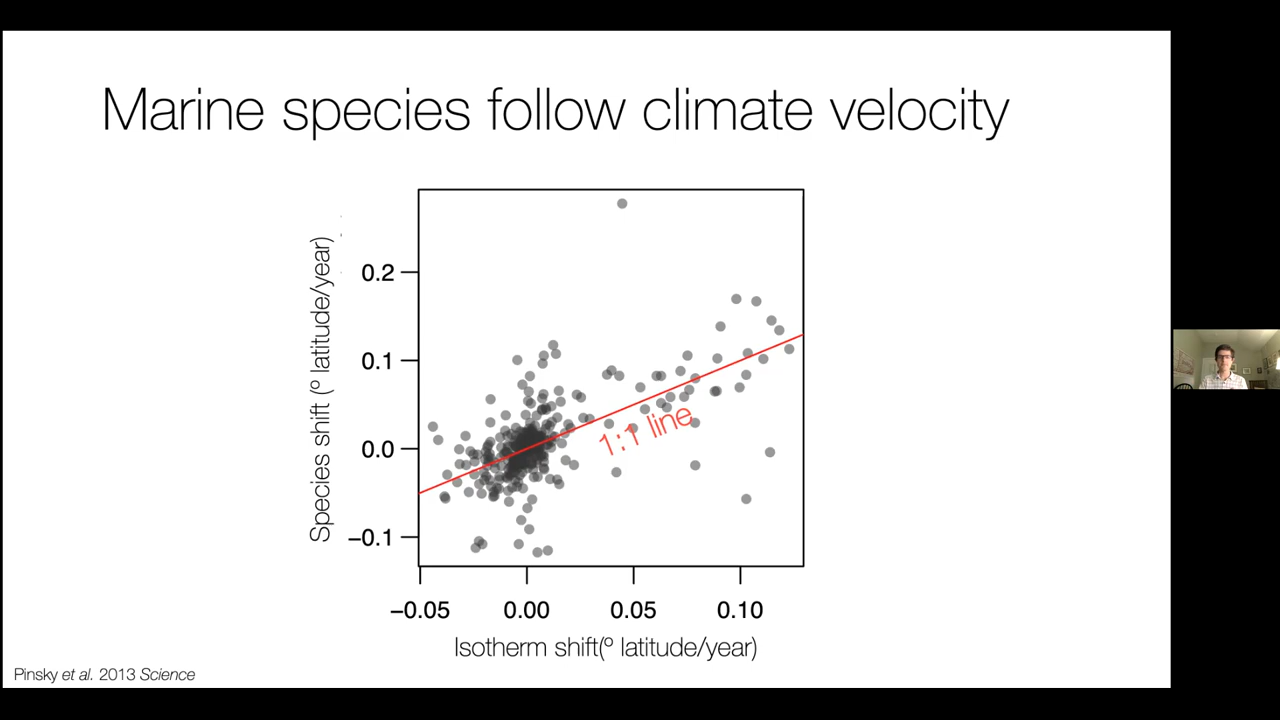 Marine species follow climate velocity
Species shift (º latitude/year)
0.2
0.1
0.0
−0.1
1:1 line
−0.05 0.00 0.05 0.10
Isotherm shift(º latitude/year)
Pinsky et al. 2013 Science